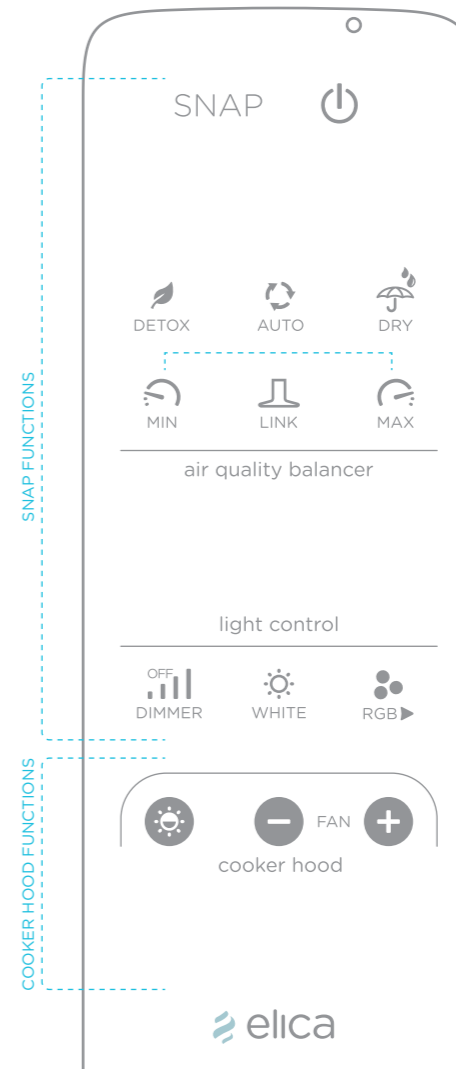 SNAP
DETOX AUTO DRY
MIN LINK MAX
air quality balancer
SNAP FUNCTIONS
light control
OFF
DIMMER WHITE RGB
FAN
cooker hood
COOKER HOOD FUNCTIONS
elica